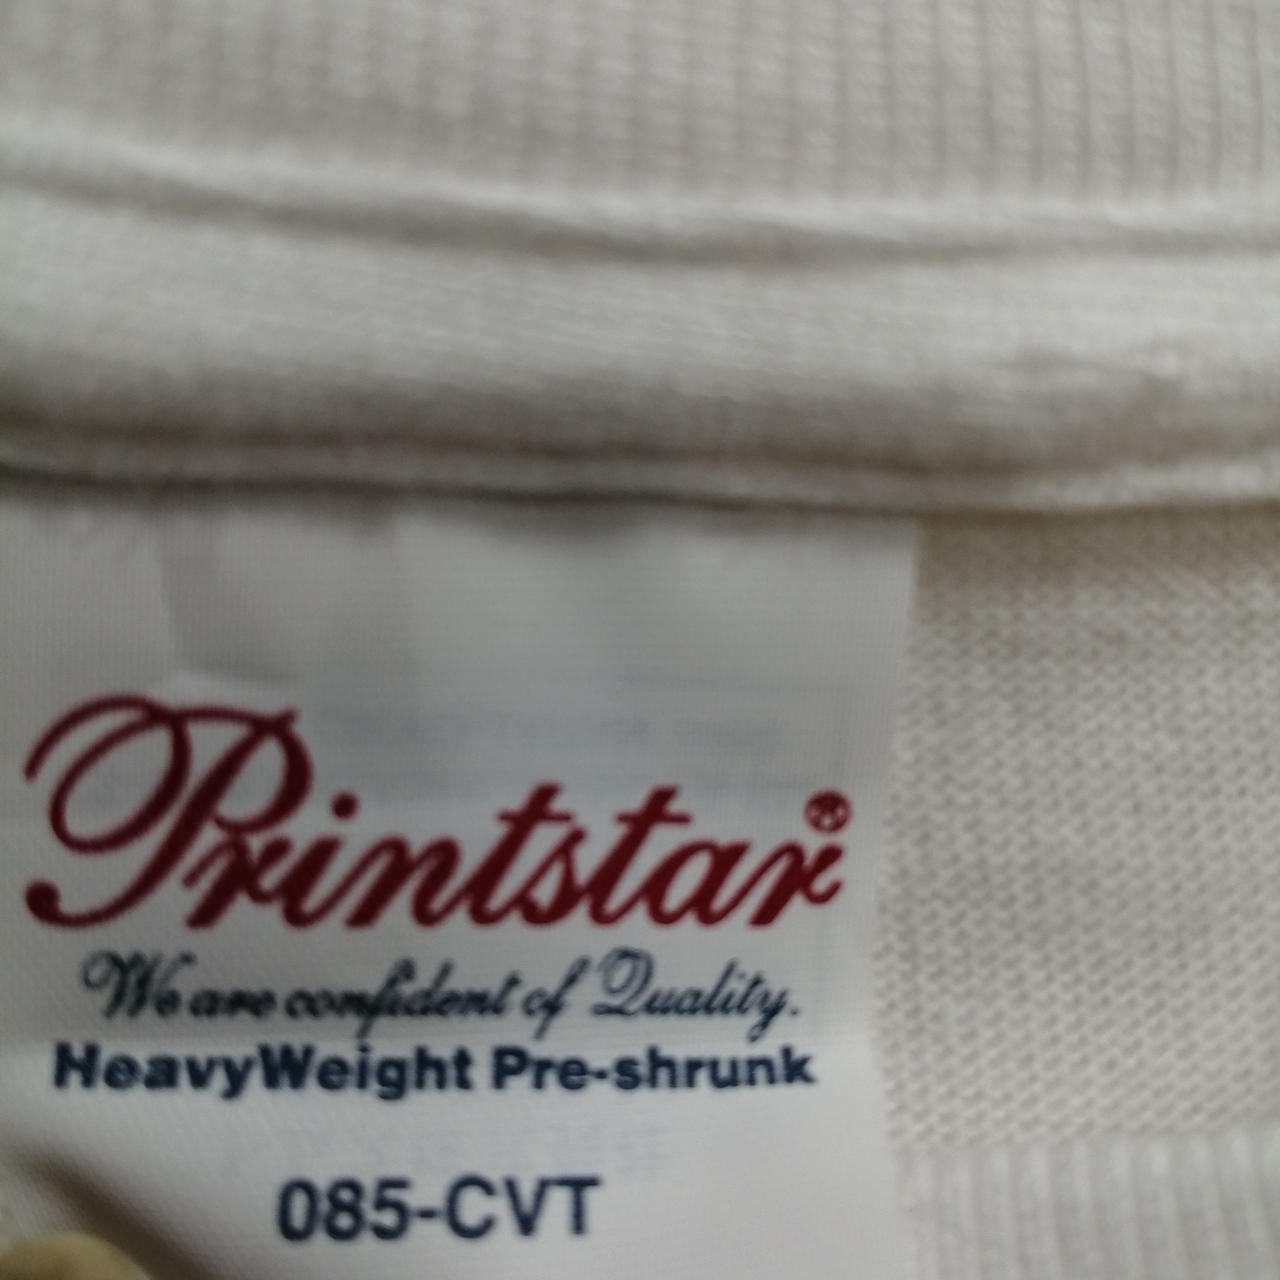 Printstar®
We are confident of Quality.
HeavyWeight Pre-shrunk
085-CVT